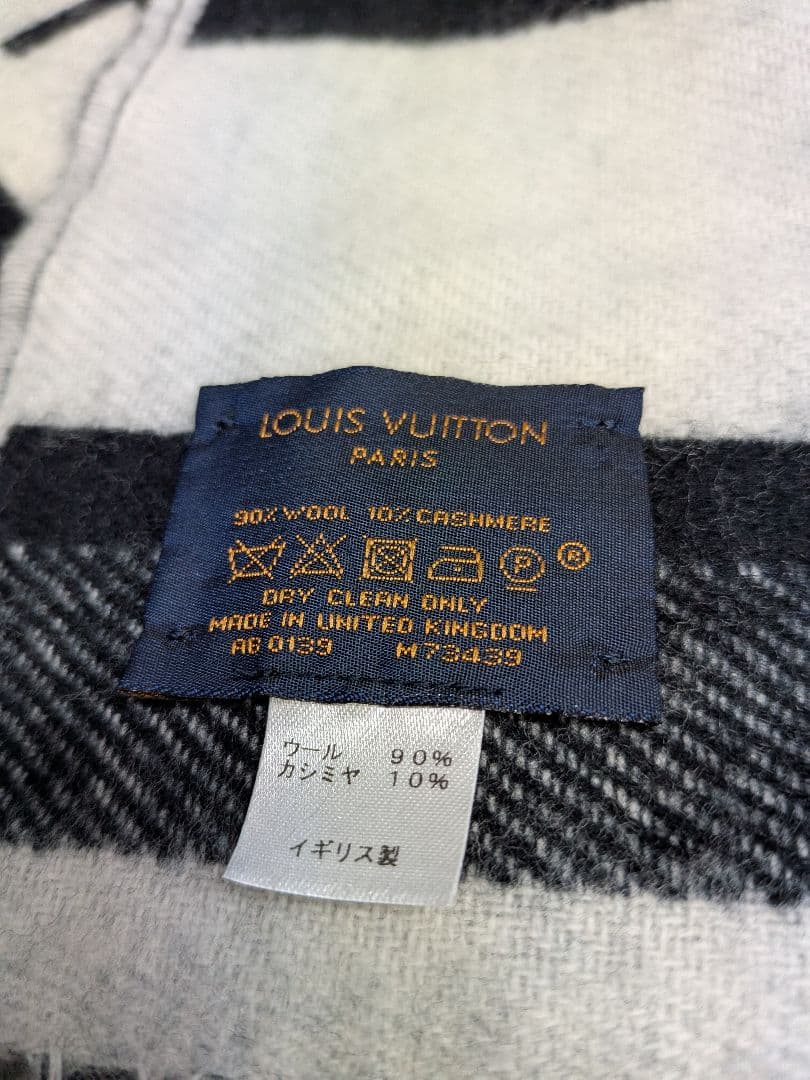 LOUIS VUITTON
PARIS
90% WOOL 10% CASHMERE
P ®
DRY CLEAN ONLY
MADE IN UNITED KINGDOM
AB 0139 M73439
ウール 90%
カシミヤ 10%
イギリス製